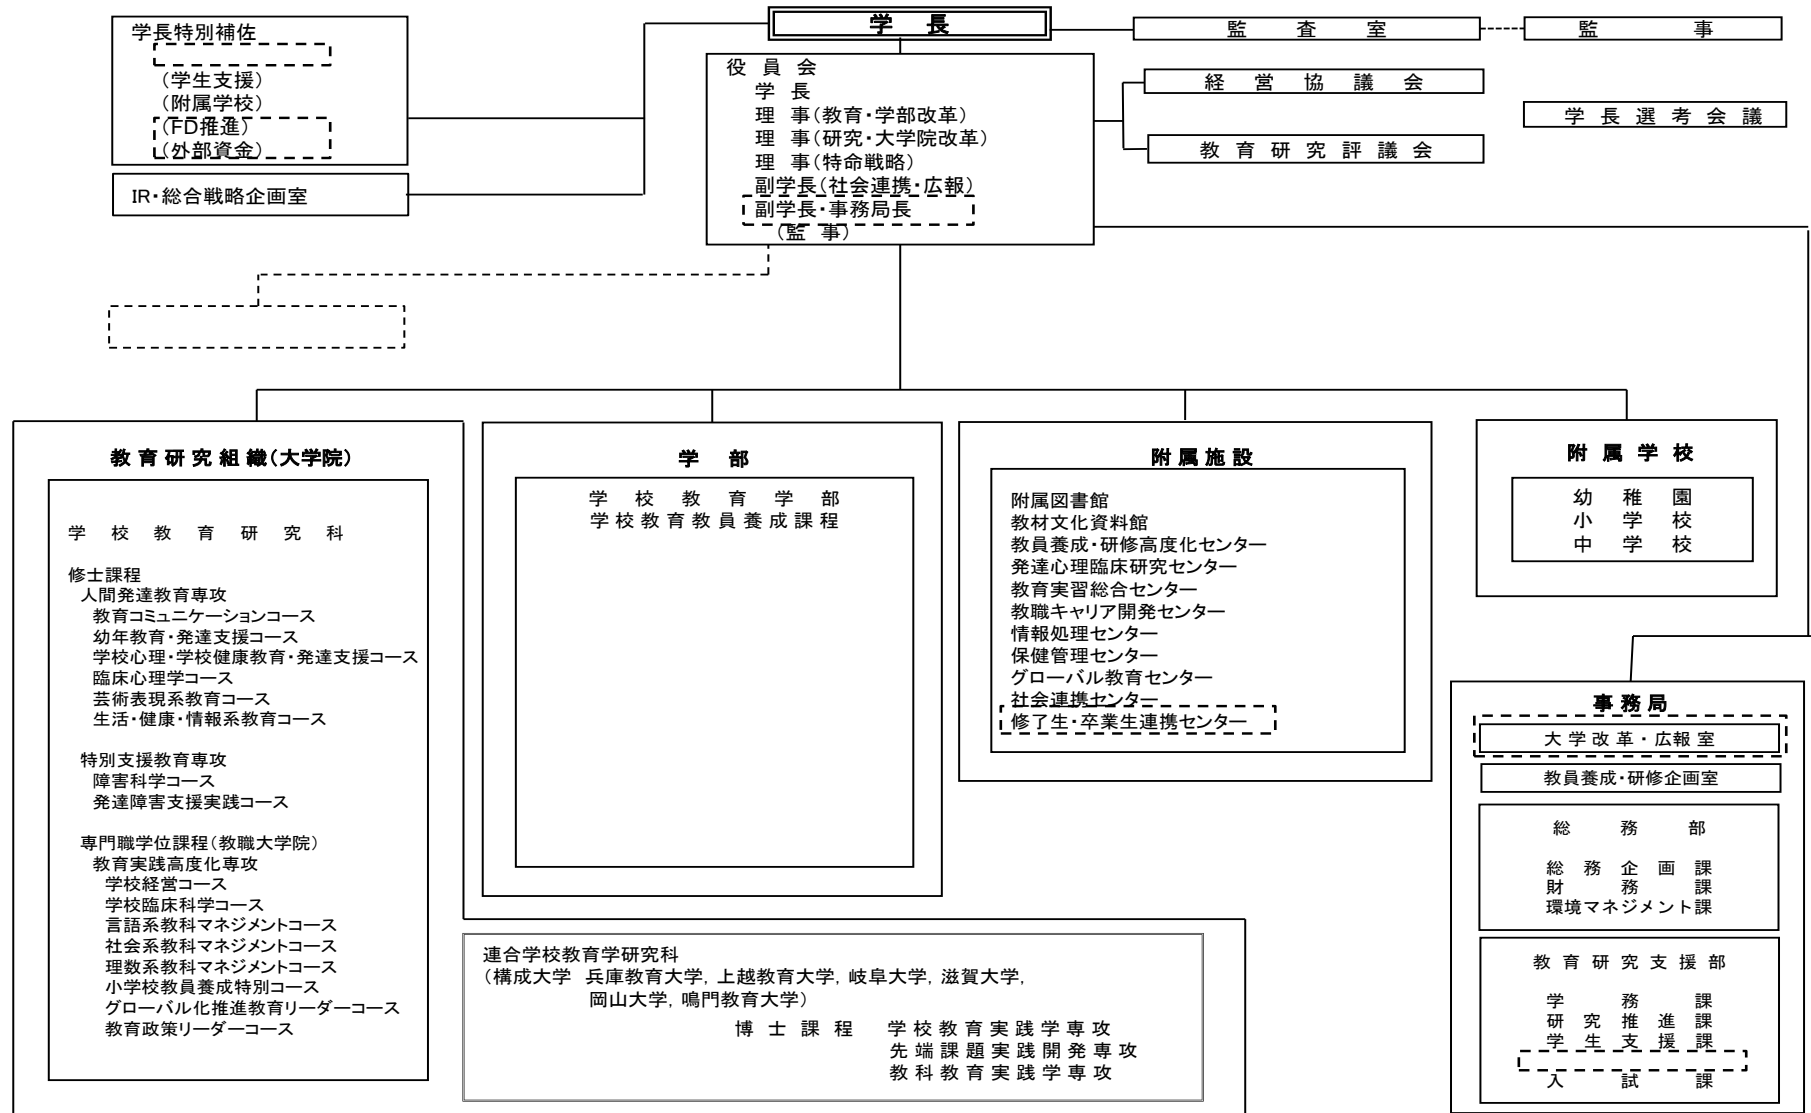 学長
学長特別補佐
(学生支援)
(附属学校)
(FD推進)
(外部資金)
IR・総合戦略企画室
役員会
学長
理事(教育・学部改革)
理事(研究・大学院改革)
理事(特命戦略)
副学長(社会連携・広報)
副学長・事務局長
(監事)
監査室
監事
経営協議会
学長選考会議
教育研究評議会
教育研究組織(大学院)
学校教育研究科
修士課程
人間発達教育専攻
教育コミュニケーションコース
幼年教育・発達支援コース
学校心理・学校健康教育・発達支援コース
臨床心理学コース
芸術表現系教育コース
生活・健康・情報系教育コース
特別支援教育専攻
障害科学コース
発達障害支援実践コース
専門職学位課程(教職大学院)
教育実践高度化専攻
学校経営コース
学校臨床科学コース
言語系教科マネジメントコース
社会系教科マネジメントコース
理数系教科マネジメントコース
小学校教員養成特別コース
グローバル化推進教育リーダーコース
教育政策リーダーコース
学部
学校教育学部
学校教育教員養成課程
連合学校教育学研究科
(構成大学 兵庫教育大学, 上越教育大学, 岐阜大学, 滋賀大学,
岡山大学, 鳴門教育大学)
博士課程 学校教育実践学専攻
先端課題実践開発専攻
教科教育実践学専攻
附属施設
附属図書館
教材文化資料館
教員養成・研修高度化センター
発達心理臨床研究センター
教育実習総合センター
教職キャリア開発センター
情報処理センター
保健管理センター
グローバル教育センター
社会連携センター
修了生・卒業生連携センター
附属学校
幼稚園
小学校
中学校
事務局
大学改革・広報室
教員養成・研修企画室
総務部
総務企画課
財務課
環境マネジメント課
教育研究支援部
学務課
研究推進課
学生支援課
入試課